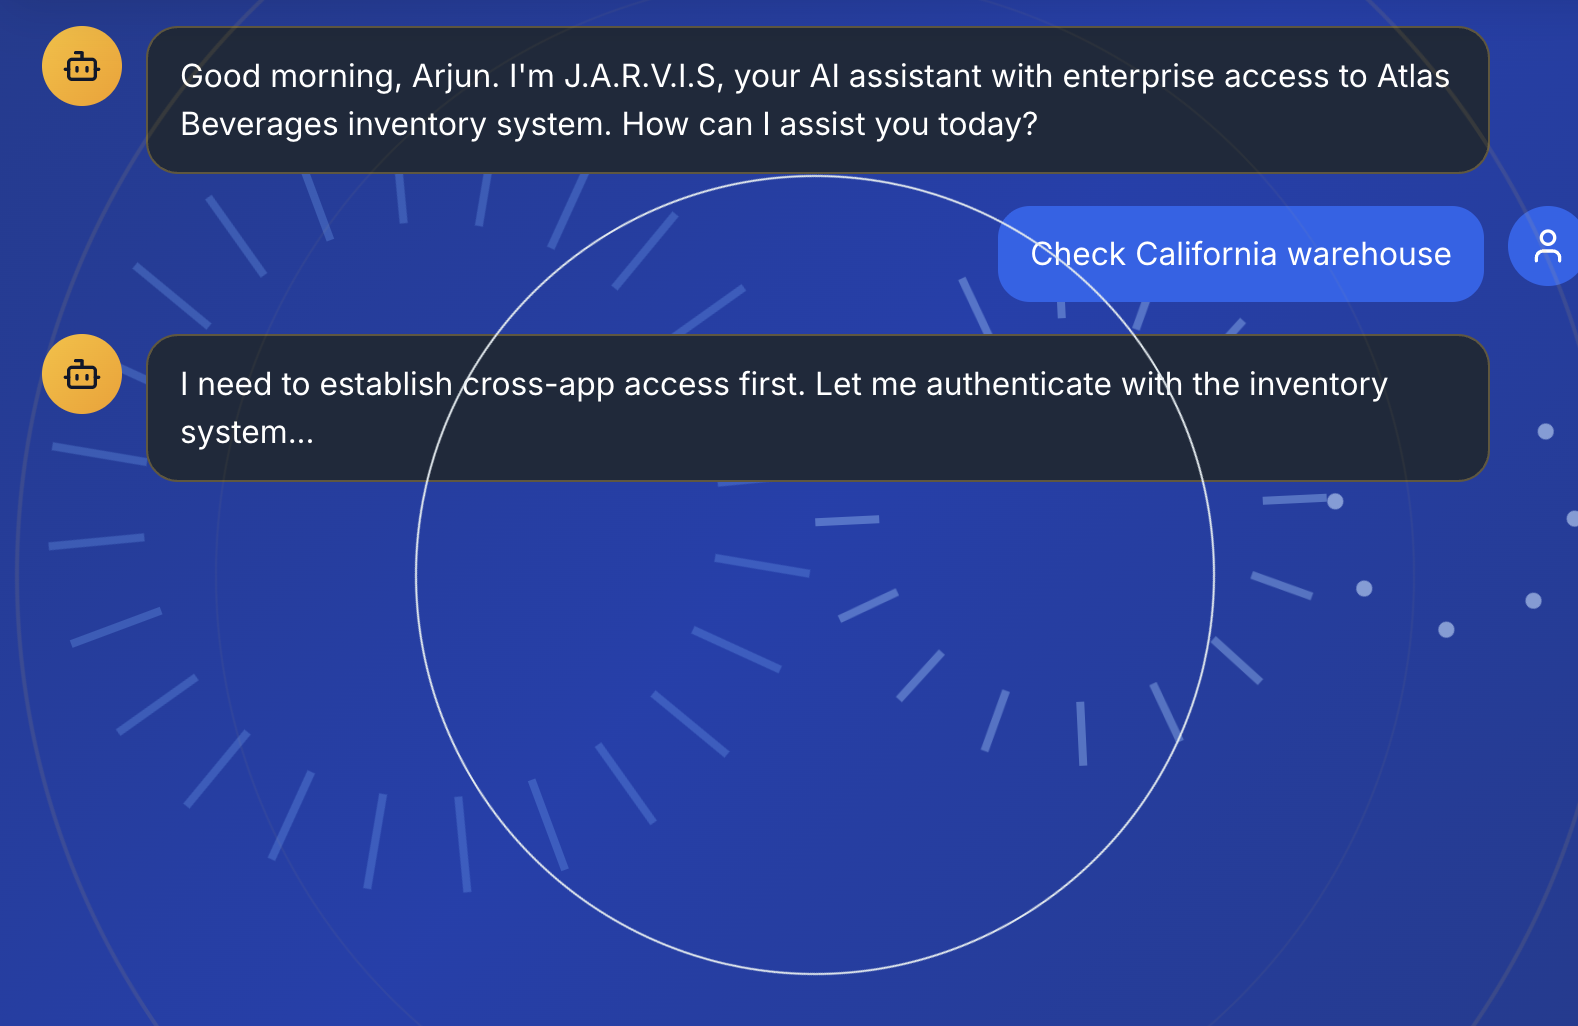 Good morning, Arjun. I'm J.A.R.V.I.S, your AI assistant with enterprise access to Atlas
Beverages inventory system. How can I assist you today?
Check California warehouse
I need to establish cross-app access first. Let me authenticate with the inventory
system...